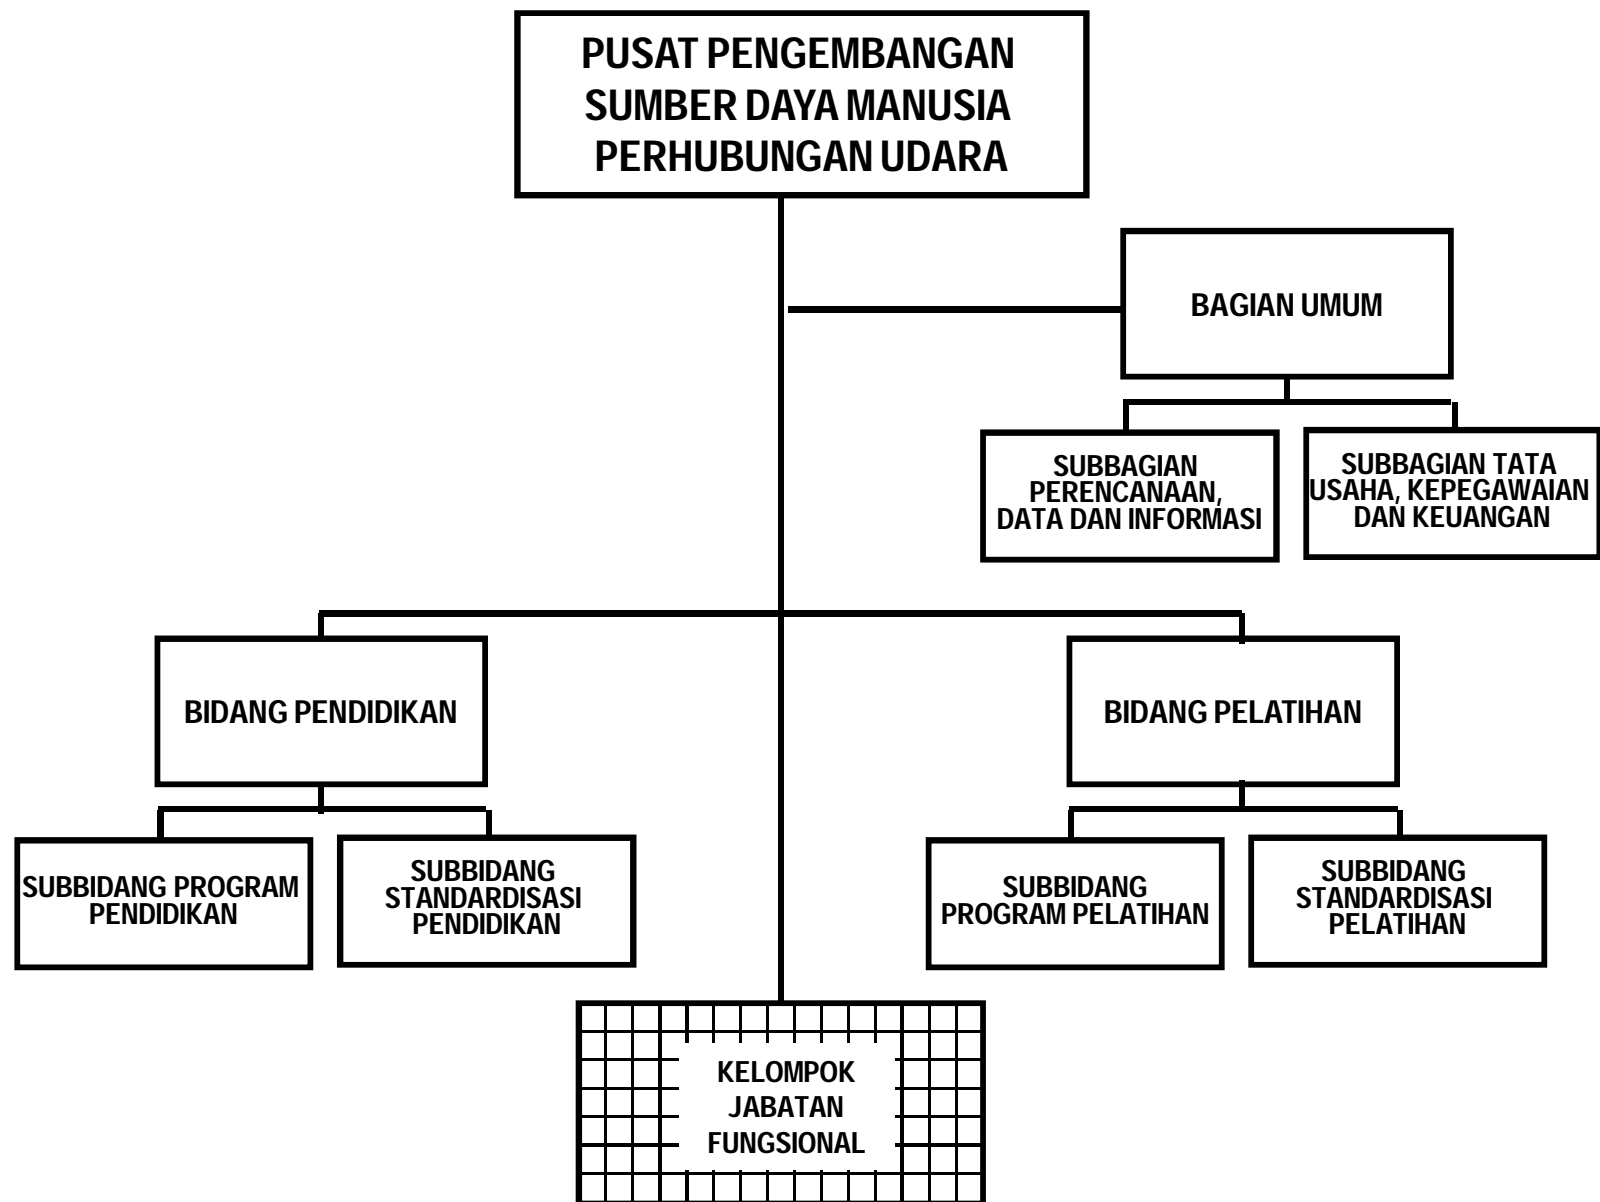 PUSAT PENGEMBANGAN
SUMBER DAYA MANUSIA
PERHUBUNGAN UDARA
BAGIAN UMUM
SUBBAGIAN
PERENCANAAN,
DATA DAN INFORMASI
SUBBAGIAN TATA
USAHA, KEPEGAWAIAN
DAN KEUANGAN
BIDANG PENDIDIKAN
BIDANG PELATIHAN
SUBBIDANG PROGRAM
PENDIDIKAN
SUBBIDANG
STANDARDISASI
PENDIDIKAN
SUBBIDANG
PROGRAM PELATIHAN
SUBBIDANG
STANDARDISASI
PELATIHAN
KELOMPOK
JABATAN
FUNGSIONAL